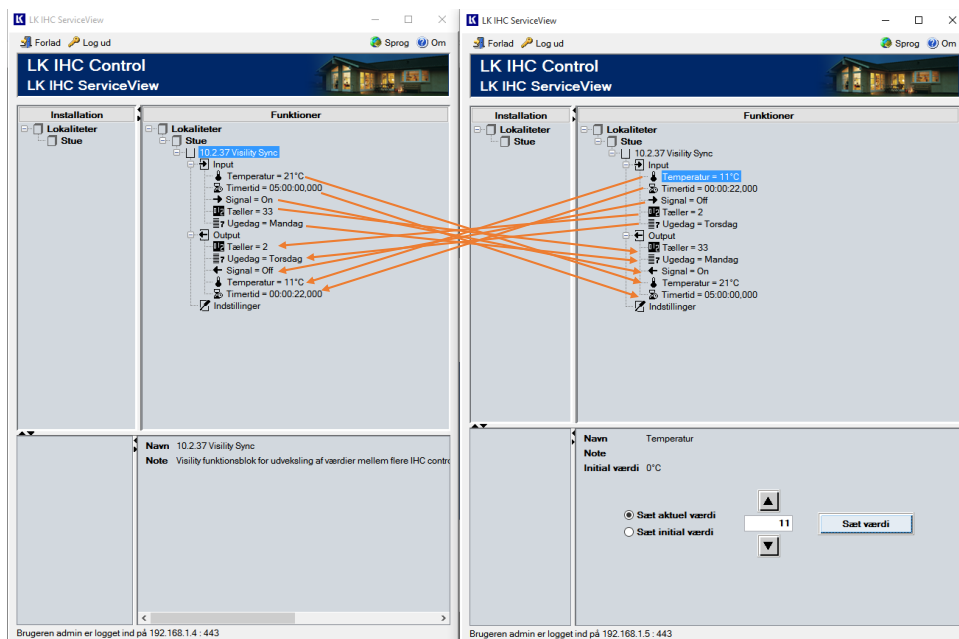 LK IHC ServiceView
Forlad Log ud Sprog Om
LK IHC Control
LK IHC ServiceView
Installation
Lokaliteter
Stue
Funktioner
Lokaliteter
Stue
10.2.37 Visility Sync
Input
Temperatur = 21°C
Timertid = 05:00:00,000
Signal = On
Tæller = 33
Ugedag = Mandag
Output
Tæller = 2
Ugedag = Torsdag
Signal = Off
Temperatur = 11°C
Timertid = 00:00:22,000
Indstillinger
Navn 10.2.37 Visility Sync
Note Visility funktionsblok for udveksling af værdier mellem flere IHC contro
Brugeren admin er logget ind på 192.168.1.4 : 443
LK IHC ServiceView
Forlad Log ud Sprog Om
LK IHC Control
LK IHC ServiceView
Installation
Lokaliteter
Stue
Funktioner
Lokaliteter
Stue
10.2.37 Visility Sync
Input
Temperatur = 11°C
Timertid = 00:00:22,000
Signal = Off
Tæller = 2
Ugedag = Torsdag
Output
Tæller = 33
Ugedag = Mandag
Signal = On
Temperatur = 21°C
Timertid = 05:00:00,000
Indstillinger
Navn Temperatur
Note
Initial værdi 0°C
Sæt aktuel værdi
Sæt initial værdi
11
Sæt værdi
Brugeren admin er logget ind på 192.168.1.5 : 443